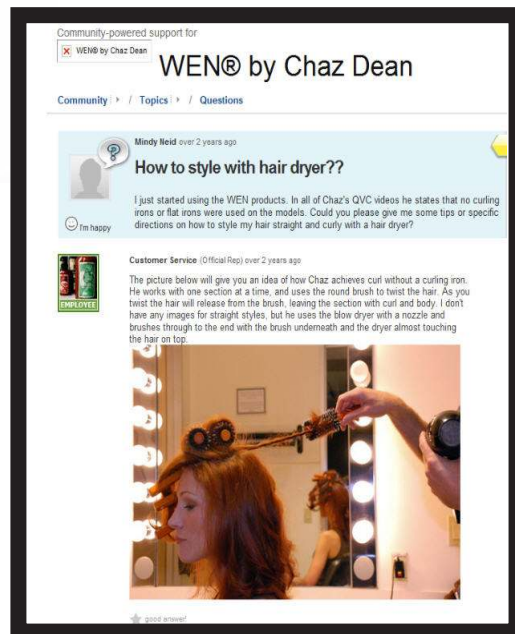 Community-powered support for
WEN® by Chaz Dean
WEN® by Chaz Dean
Community / Topics / Questions
Mindy Neid over 2 years ago
How to style with hair dryer??
I just started using the WEN products. In all of Chaz's QVC videos he states that no curling
irons or flat irons were used on the models. Could you please give me some tips or specific
directions on how to style my hair straight and curly with a hair dryer?
I'm happy
Customer Service (Official Rep) over 2 years ago
The picture below will give you an idea of how Chaz achieves curl without a curling iron.
He works with one section at a time, and uses the round brush to twist the hair. As you
twist the hair will release from the brush, leaving the section with curl and body. I don't
have any images for straight styles, but he uses the blow dryer with a nozzle and
brushes through to the end with the brush underneath and the dryer almost touching
the hair on top.
EMPLOYEE
good answer!